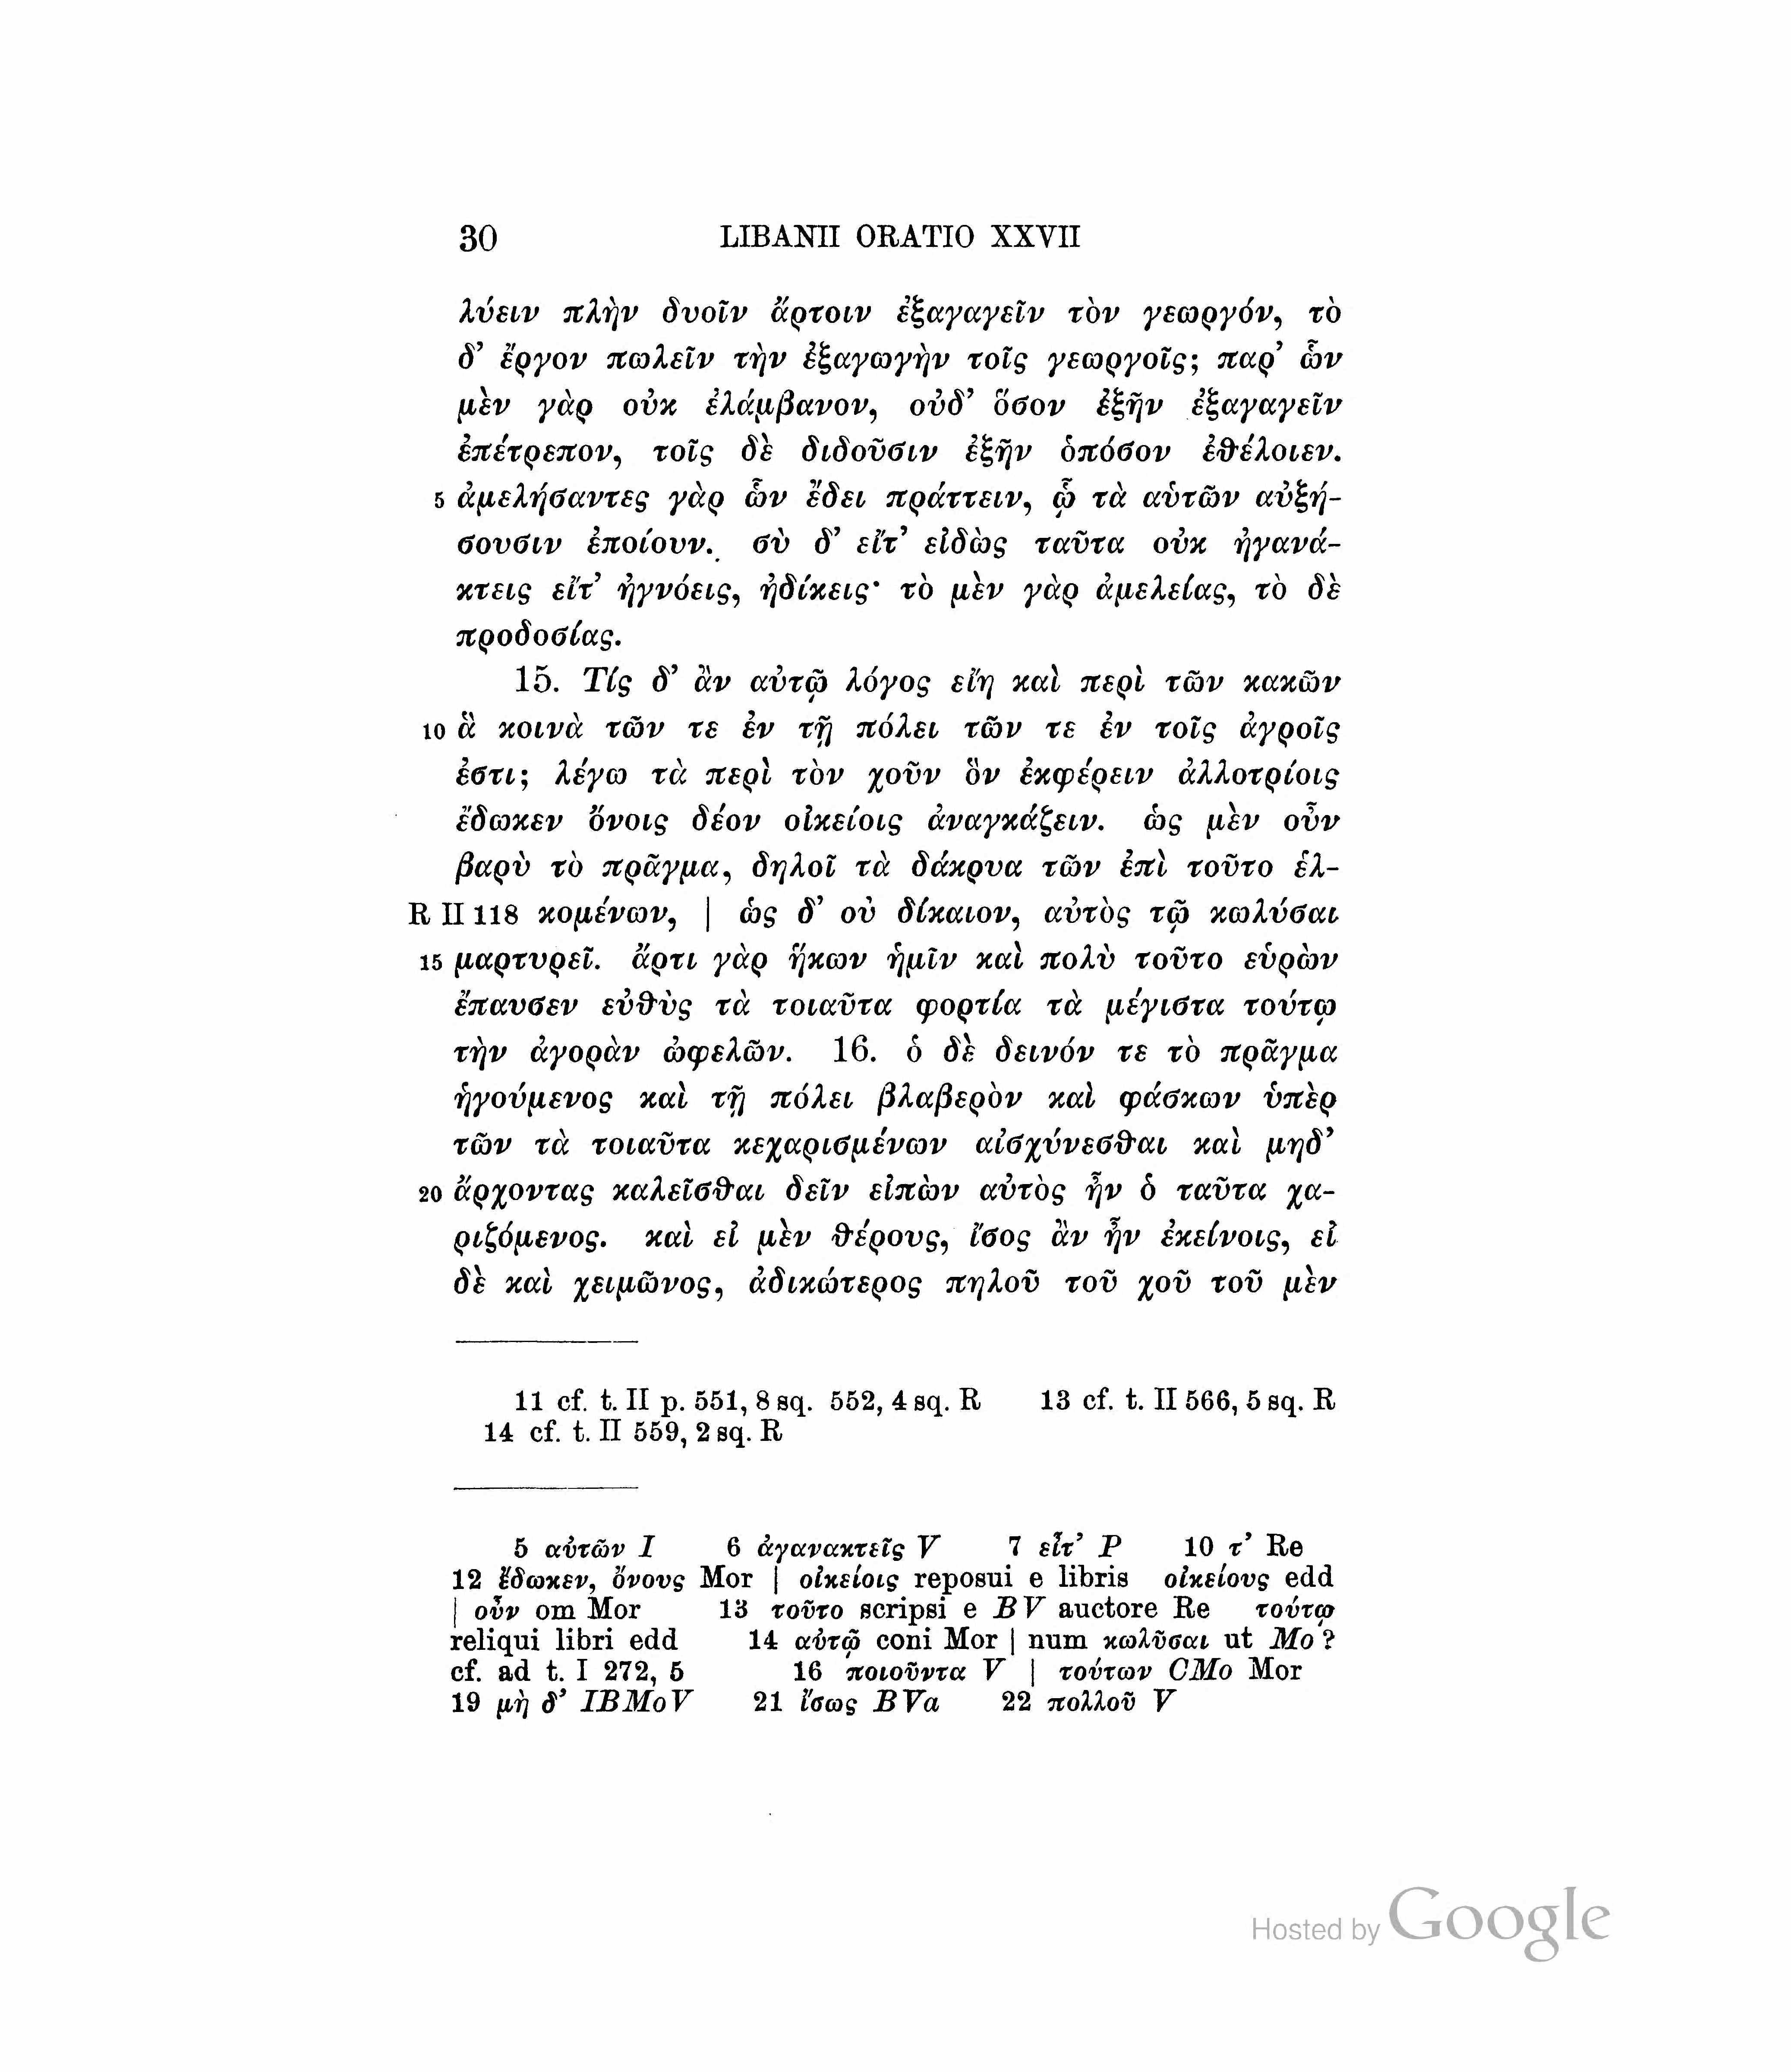 30 LIBANII ORATIO XXVII
λύειν πλὴν δυοῖν ἄρτοιν ἐξαγαγεῖν τὸν γεωργόν, τὸ
δ’ ἔργον πωλεῖν τὴν ἐξαγωγὴν τοῖς γεωργοῖς; παρ’ ὧν
μὲν γὰρ οὐκ ἐλάμβανον, οὐδ’ ὅσον ἐξῆν ἐξαγαγεῖν
ἐπέτρεπον, τοῖς δὲ διδοῦσιν ἐξῆν ὁπόσον ἐθέλοιεν.
5 ἀμελήσαντες γὰρ ὧν ἔδει πράττειν, ᾧ τὰ αὑτῶν αὐξή-
σουσιν ἐποίουν. σὺ δ’ εἴτ’ εἰδὼς ταῦτα οὐκ ἠγανά-
κτεις εἴτ’ ἠγνόεις, ἠδίκεις· τὸ μὲν γὰρ ἀμελείας, τὸ δὲ
προδοσίας.
15. Τίς δ’ ἂν αὐτῷ λόγος εἴη καὶ περὶ τῶν κακῶν
10 ἃ κοινὰ τῶν τε ἐν τῇ πόλει τῶν τε ἐν τοῖς ἀγροῖς
ἐστι; λέγω τὰ περὶ τὸν χοῦν ὃν ἐκφέρειν ἀλλοτρίοις
ἔδωκεν ὄνοις δέον οἰκείοις ἀναγκάζειν. ὡς μὲν οὖν
βαρὺ τὸ πρᾶγμα, δηλοῖ τὰ δάκρυα τῶν ἐπὶ τοῦτο ἑλ-
R II 118 κομένων, | ὡς δ’ οὐ δίκαιον, αὐτὸς τῷ κωλύσαι
15 μαρτυρεῖ. ἄρτι γὰρ ἥκων ἡμῖν καὶ πολὺ τοῦτο εὑρὼν
ἔπαυσεν εὐθὺς τὰ τοιαῦτα φορτία τὰ μέγιστα τούτῳ
τὴν ἀγορὰν ὠφελῶν. 16. ὁ δὲ δεινόν τε τὸ πρᾶγμα
ἡγούμενος καὶ τῇ πόλει βλαβερὸν καὶ φάσκων ὑπὲρ
τῶν τὰ τοιαῦτα κεχαρισμένων αἰσχύνεσθαι καὶ μηδ’
20 ἄρχοντας καλεῖσθαι δεῖν εἰπὼν αὐτὸς ἦν ὁ ταῦτα χα-
ριζόμενος. καὶ εἰ μὲν θέρους, ἴσος ἂν ἦν ἐκείνοις, εἰ
δὲ καὶ χειμῶνος, ἀδικώτερος πηλοῦ τοῦ χοῦ τοῦ μὲν
11 cf. t. II p. 551, 8 sq. 552, 4 sq. R 13 cf. t. II 566, 5 sq. R
14 cf. t. II 559, 2 sq. R
5 αὐτῶν I 6 ἀγανακτεῖς V 7 εἶτ’ P 10 τ’ Re
12 ἔδωκεν, ὄνους Mor | οἰκείοις reposui e libris οἰκείους edd
| οὖν om Mor 13 τοῦτο scripsi e BV auctore Re τούτῳ
reliqui libri edd 14 αὑτῷ coni Mor | num κωλῦσαι ut Mo?
cf. ad t. I 272, 5 16 ποιοῦντα V | τούτων CMo Mor
19 μὴ δ’ IBMoV 21 ἴσως BVa 22 πολλοῦ V
Hosted by Google